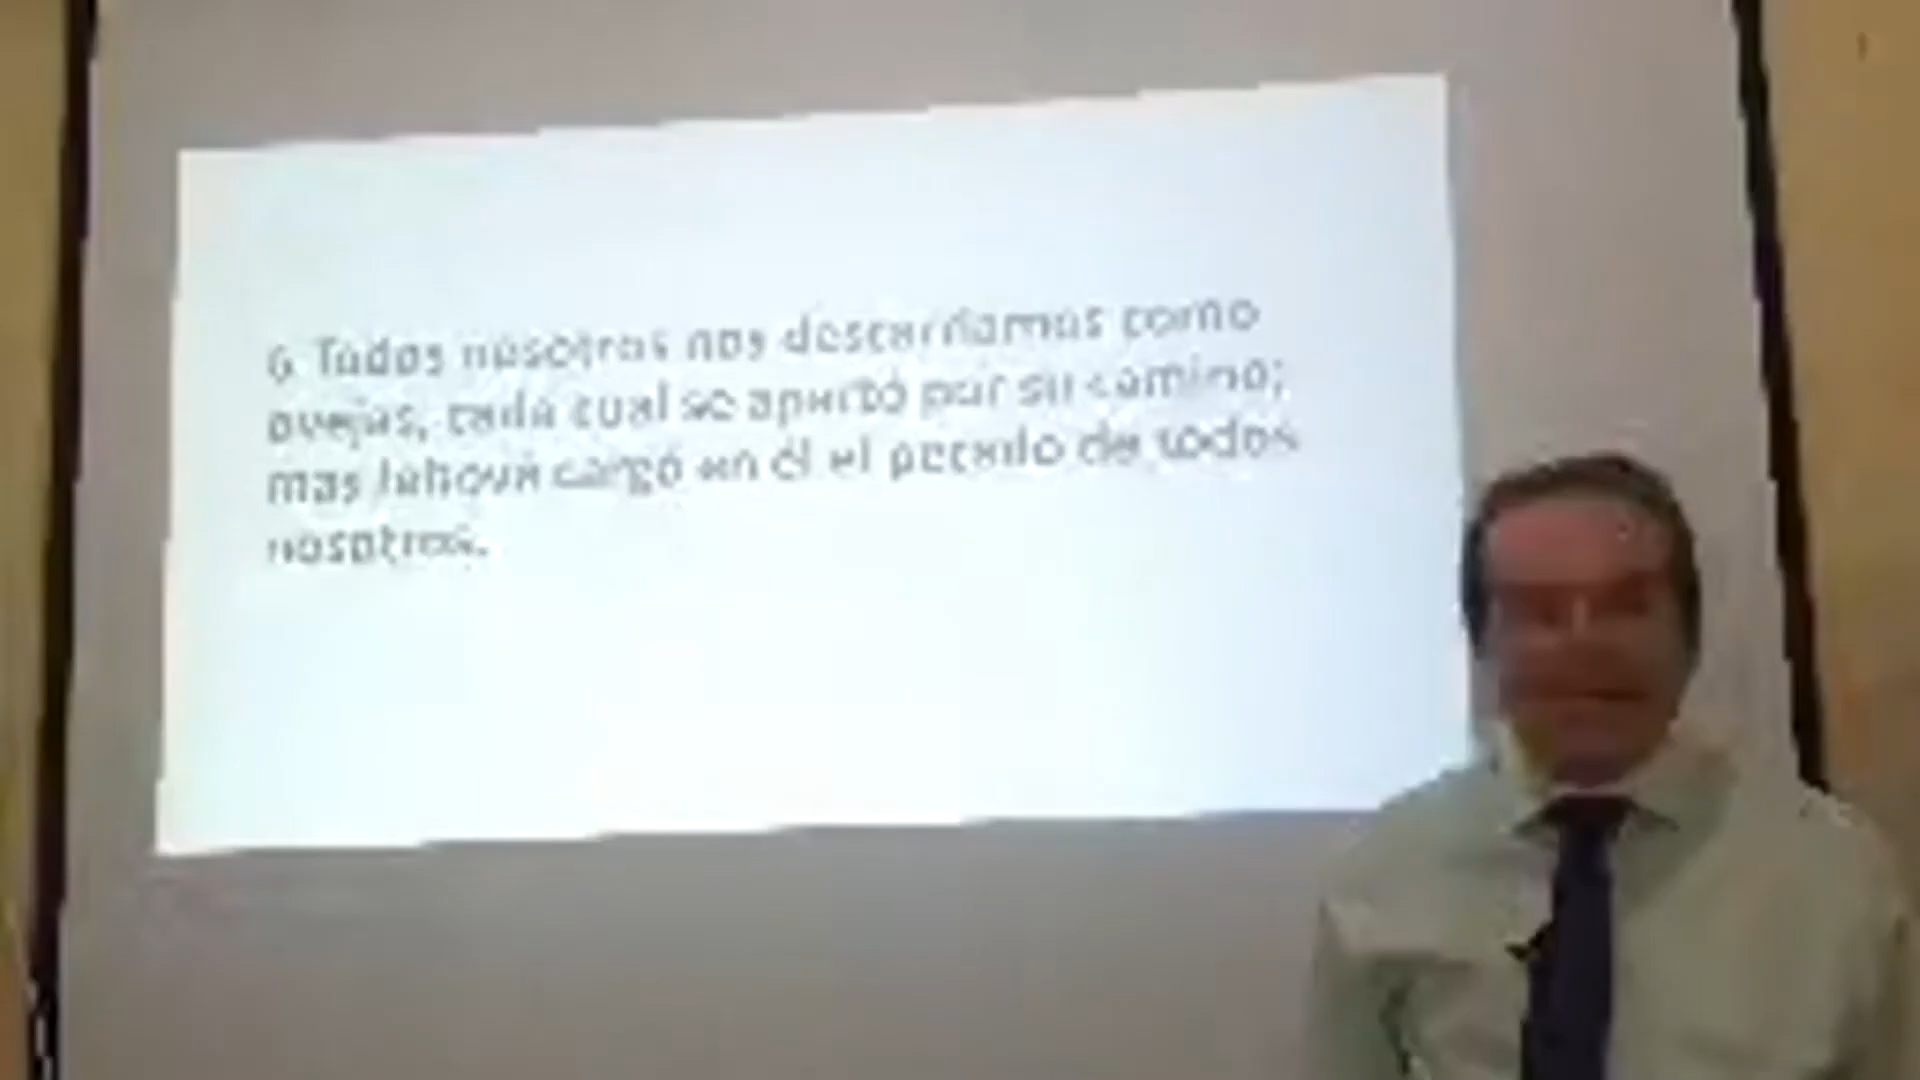 6 Todos nosotros nos descarriamos como
ovejas, cada cual se apartó por su camino;
mas Jehová cargó en él el pecado de todos
nosotros.